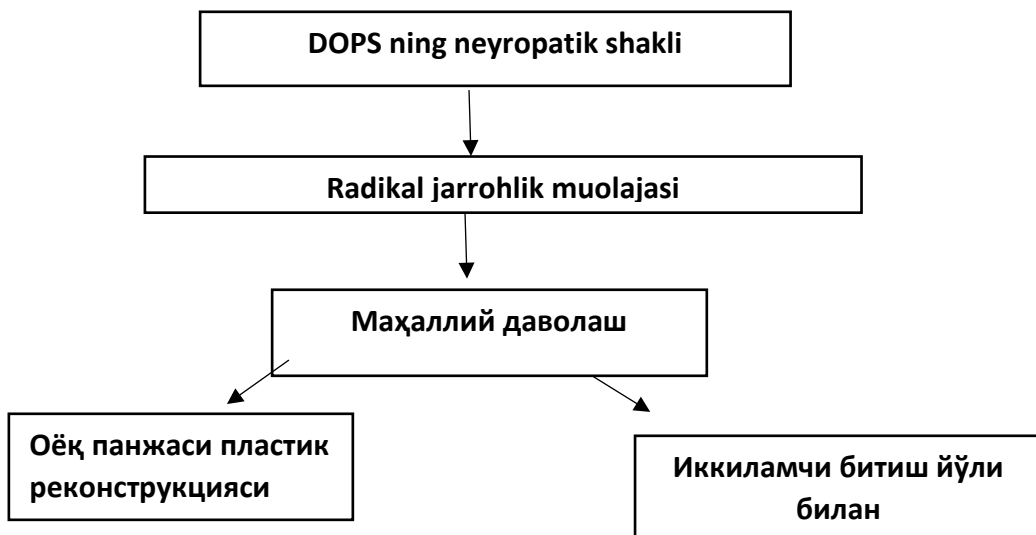 DOPS ning neyropatik shakli
Radikal jarrohlik muolajasi
Маҳаллий даволаш
Оёқ панжаси пластик
реконструкцияси
Иккиламчи битиш йўли
билан